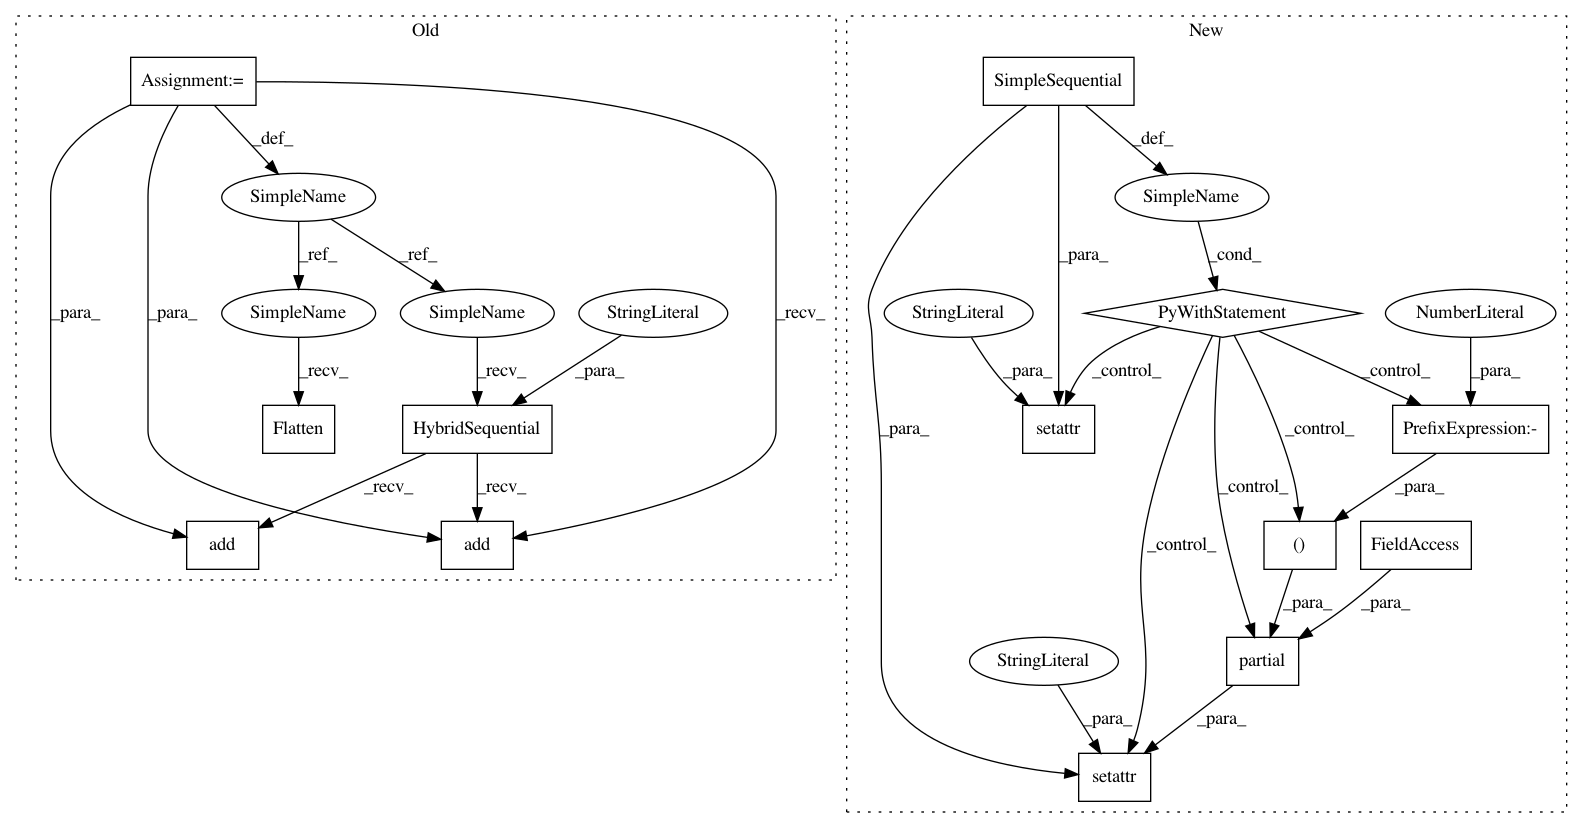 Old
New
Assignment:=
SimpleSequential
_def_
_def_
SimpleName
SimpleName
_ref_
_ref_
_cond_
_para_
_para_
SimpleName
SimpleName
StringLiteral
_para_
_para_
_recv_
StringLiteral
PyWithStatement
NumberLiteral
_recv_
_recv_
_para_
_para_
_control_
_control_
_para_
Flatten
HybridSequential
_para_
setattr
_control_
PrefixExpression:-
_recv_
_recv_
_control_
_para_
add
add
_control_
()
FieldAccess
_para_
_para_
StringLiteral
partial
_para_
_para_
setattr